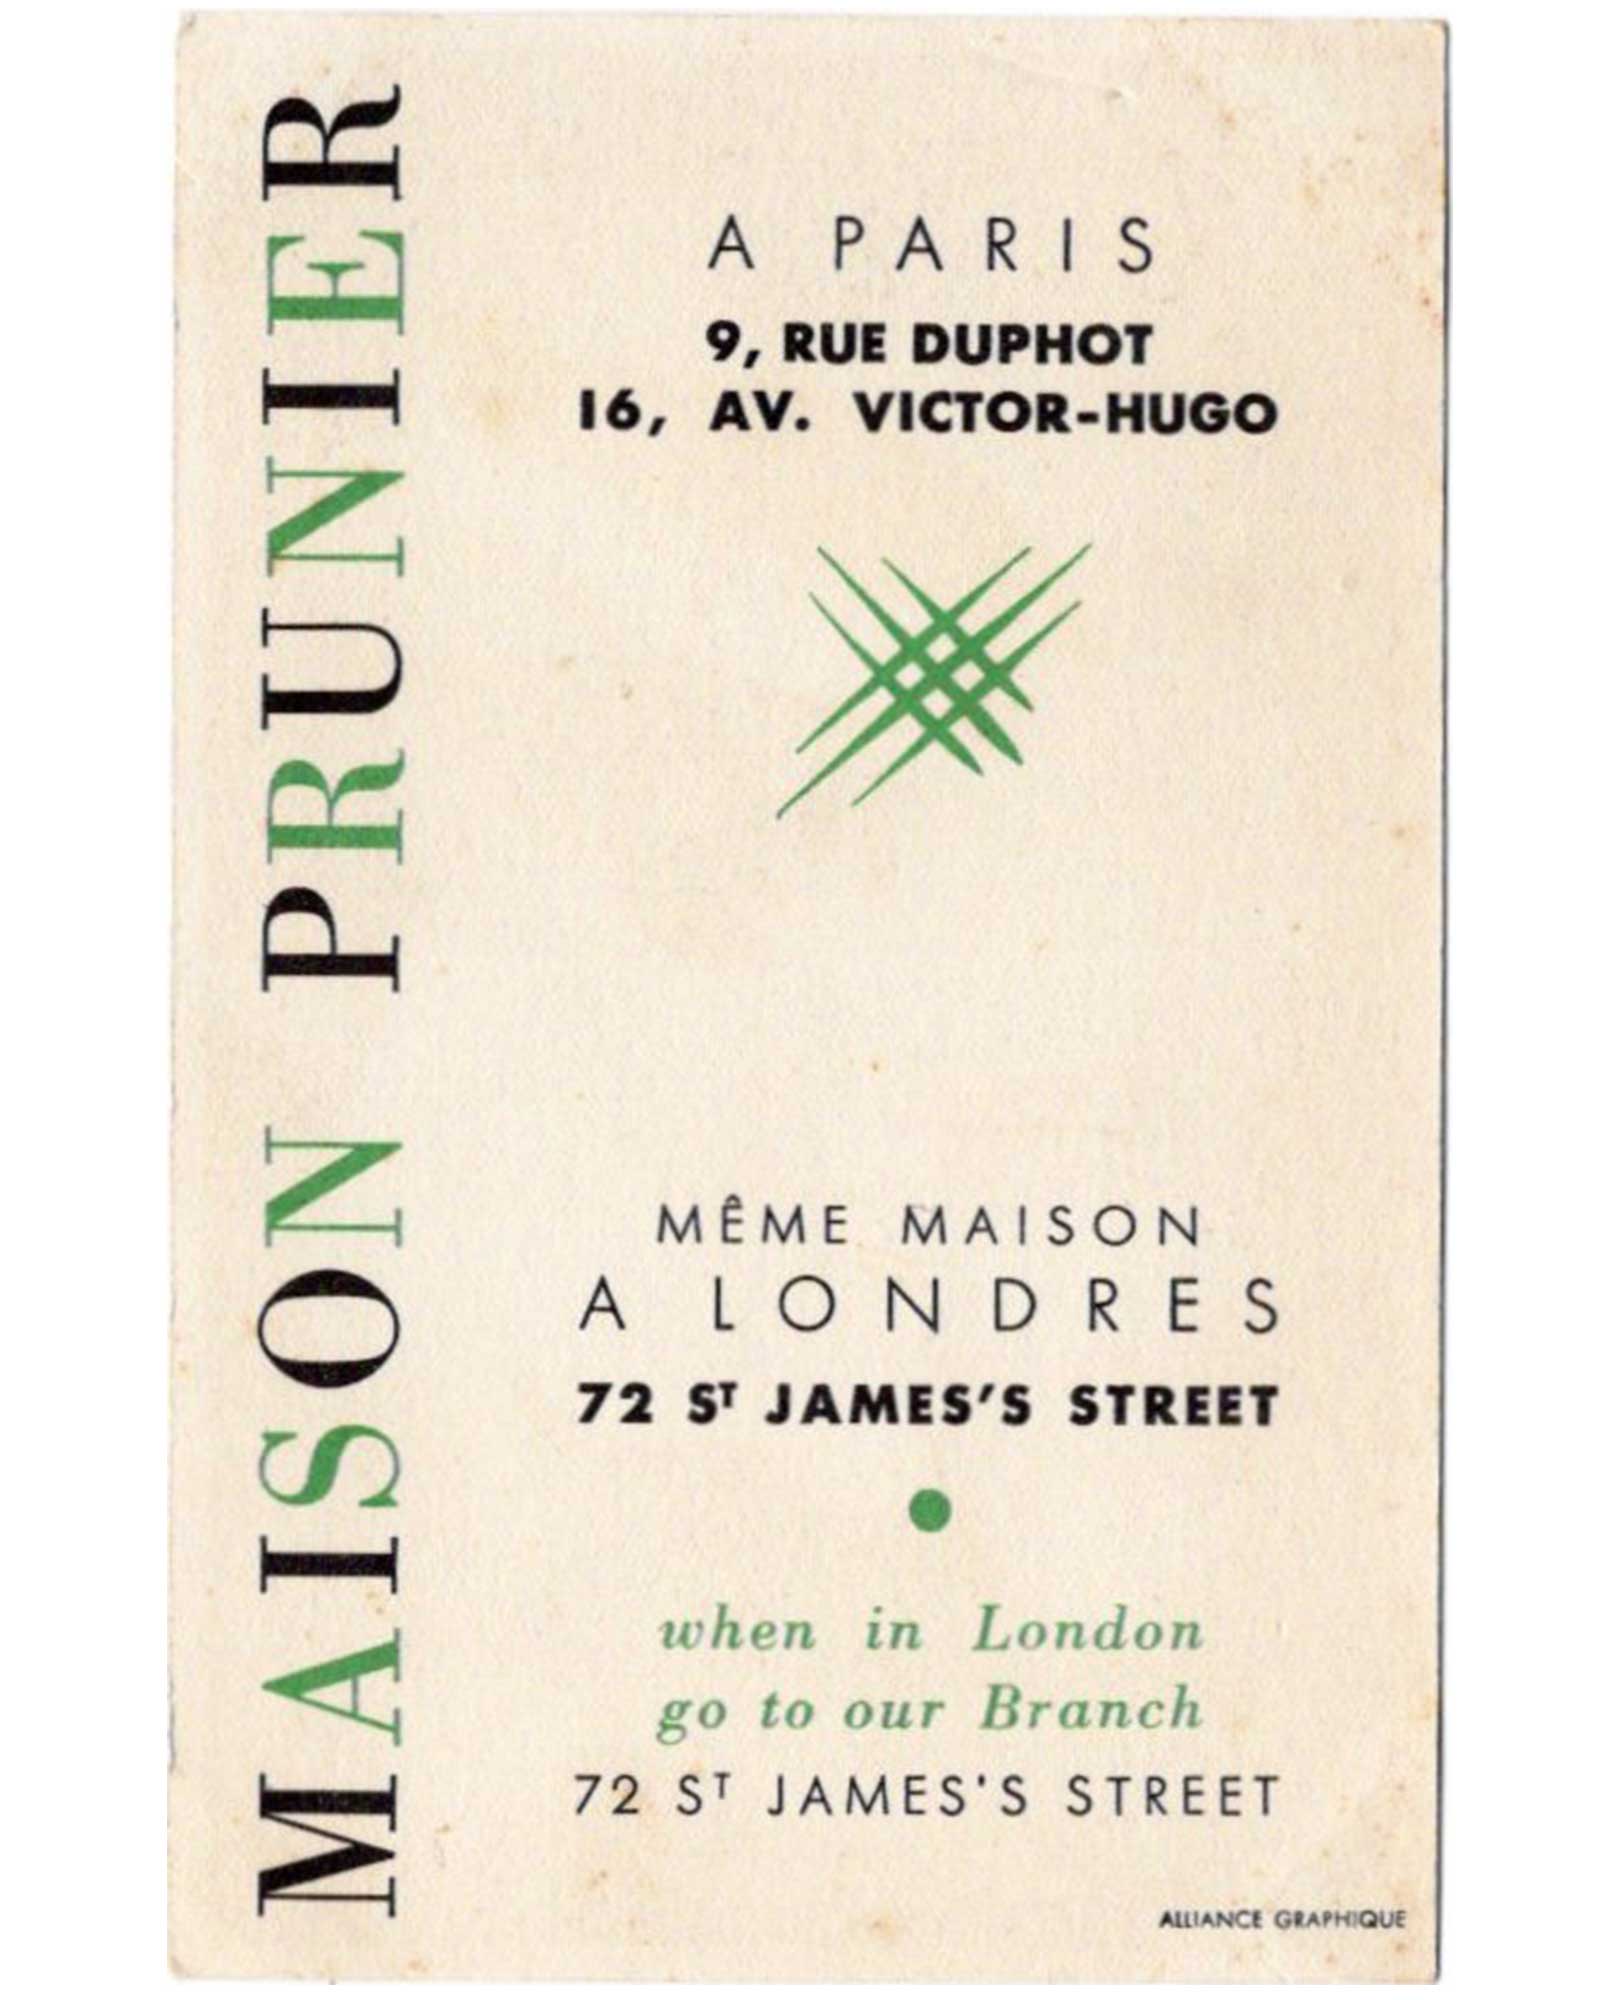 MAISON PRUNIER
A PARIS
9, RUE DUPHOT
16, AV. VICTOR-HUGO
MÊME MAISON
A LONDRES
72 ST JAMES'S STREET
when in London
go to our Branch
72 ST JAMES'S STREET
ALLIANCE GRAPHIQUE